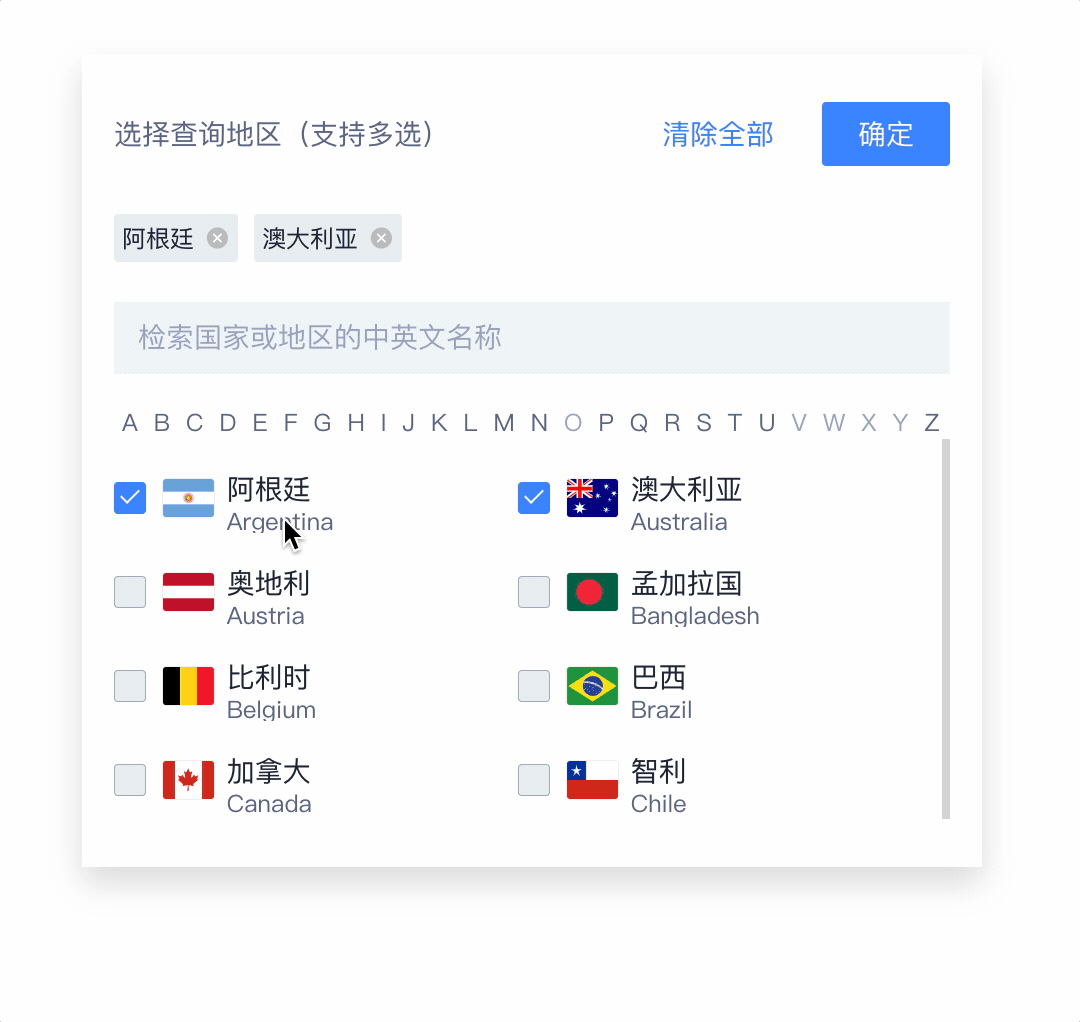 选择查询地区（支持多选） 清除全部 确定
阿根廷 澳大利亚
检索国家或地区的中英文名称
A B C D E F G H I J K L M N O P Q R S T U V W X Y Z
阿根廷 澳大利亚
Argentina Australia
奥地利 孟加拉国
Austria Bangladesh
比利时 巴西
Belgium Brazil
加拿大 智利
Canada Chile